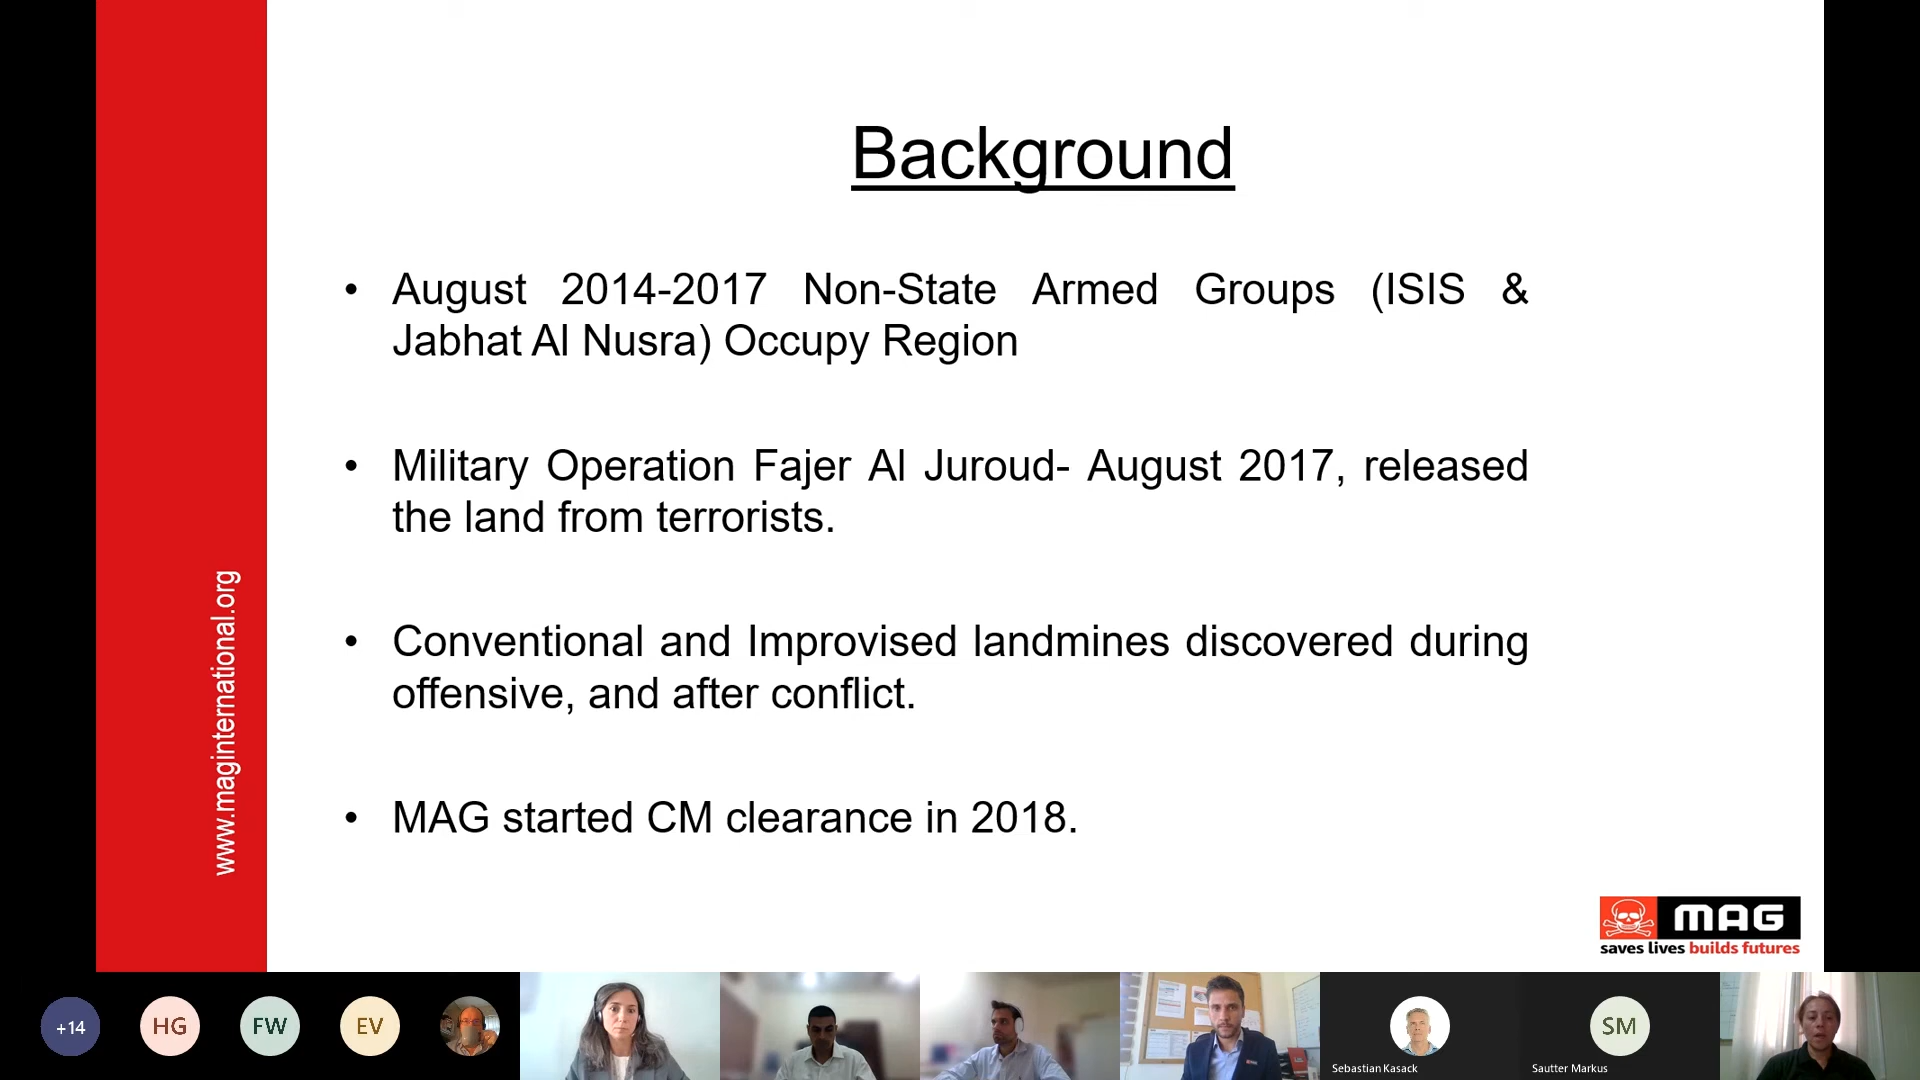 Background
• August 2014-2017 Non-State Armed Groups (ISIS &
Jabhat Al Nusra) Occupy Region
• Military Operation Fajer Al Juroud- August 2017, released
the land from terrorists.
• Conventional and Improvised landmines discovered during
offensive, and after conflict.
• MAG started CM clearance in 2018.
www.maginternational.org
MAG
saves lives builds futures
+14
HG
FW
EV
Sebastian Kasack
SM
Sautter Markus